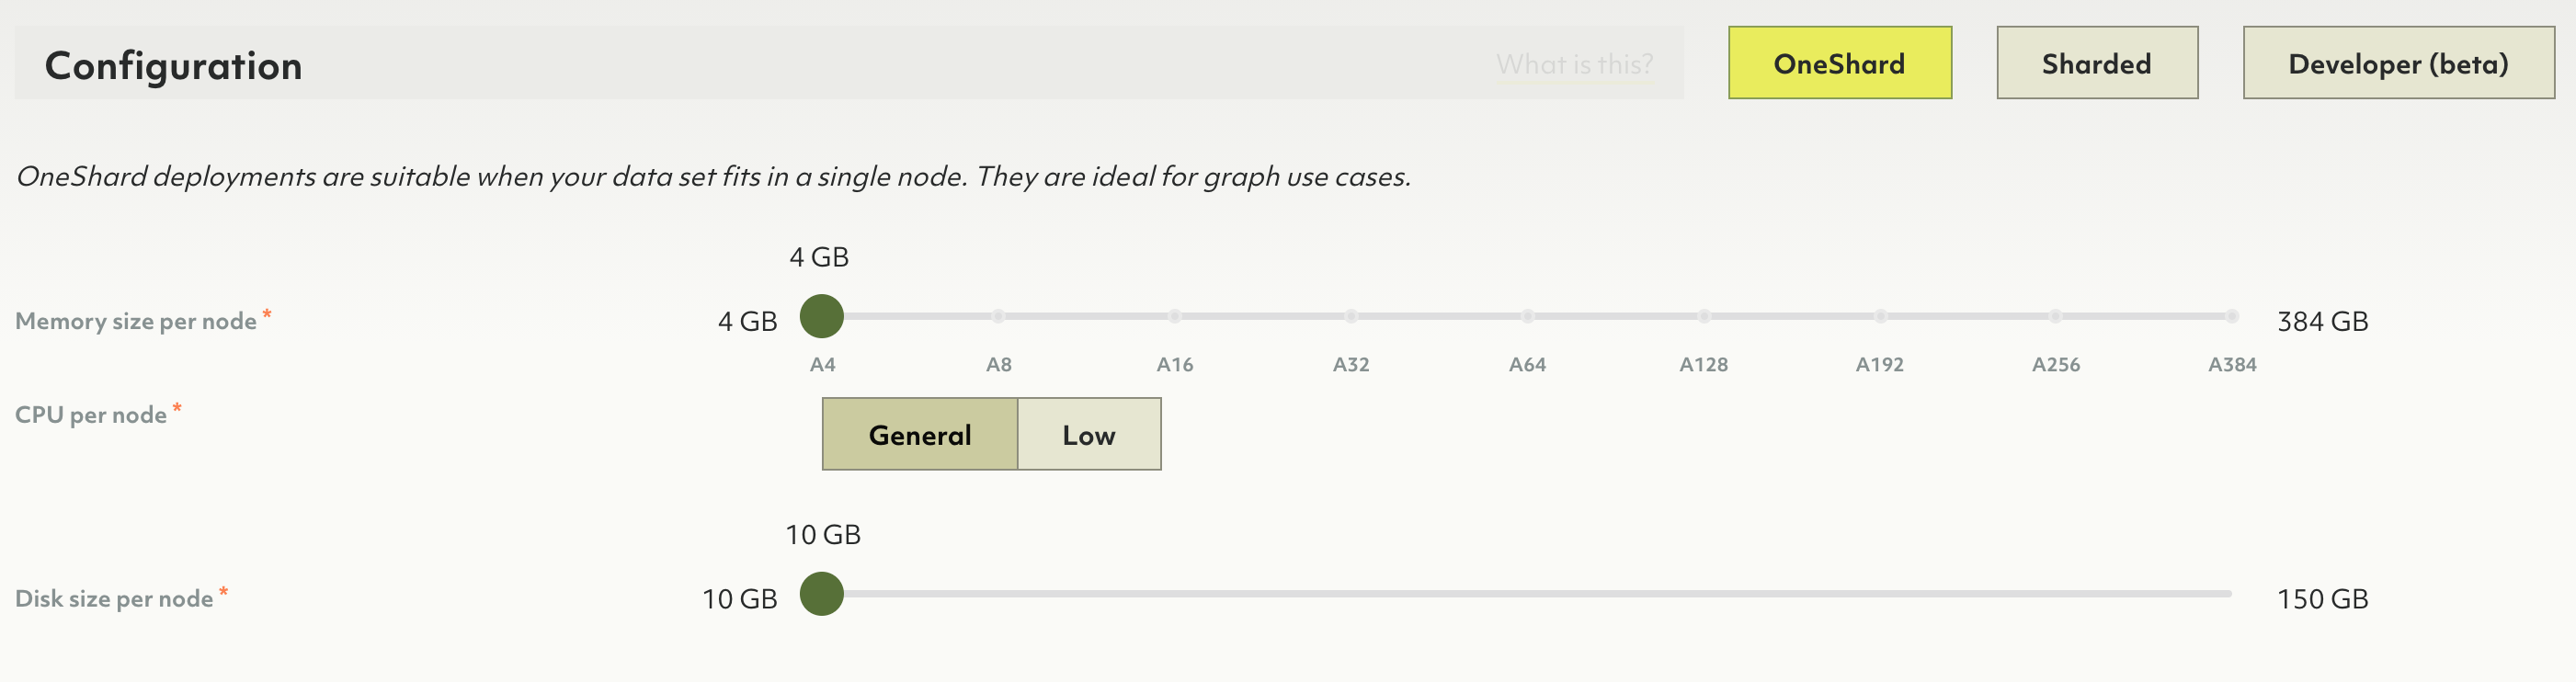 Configuration
What is this?
OneShard
Sharded
Developer (beta)
OneShard deployments are suitable when your data set fits in a single node. They are ideal for graph use cases.
4 GB
Memory size per node *
4 GB
384 GB
A4 A8 A16 A32 A64 A128 A192 A256 A384
CPU per node *
General
Low
10 GB
Disk size per node *
10 GB
150 GB